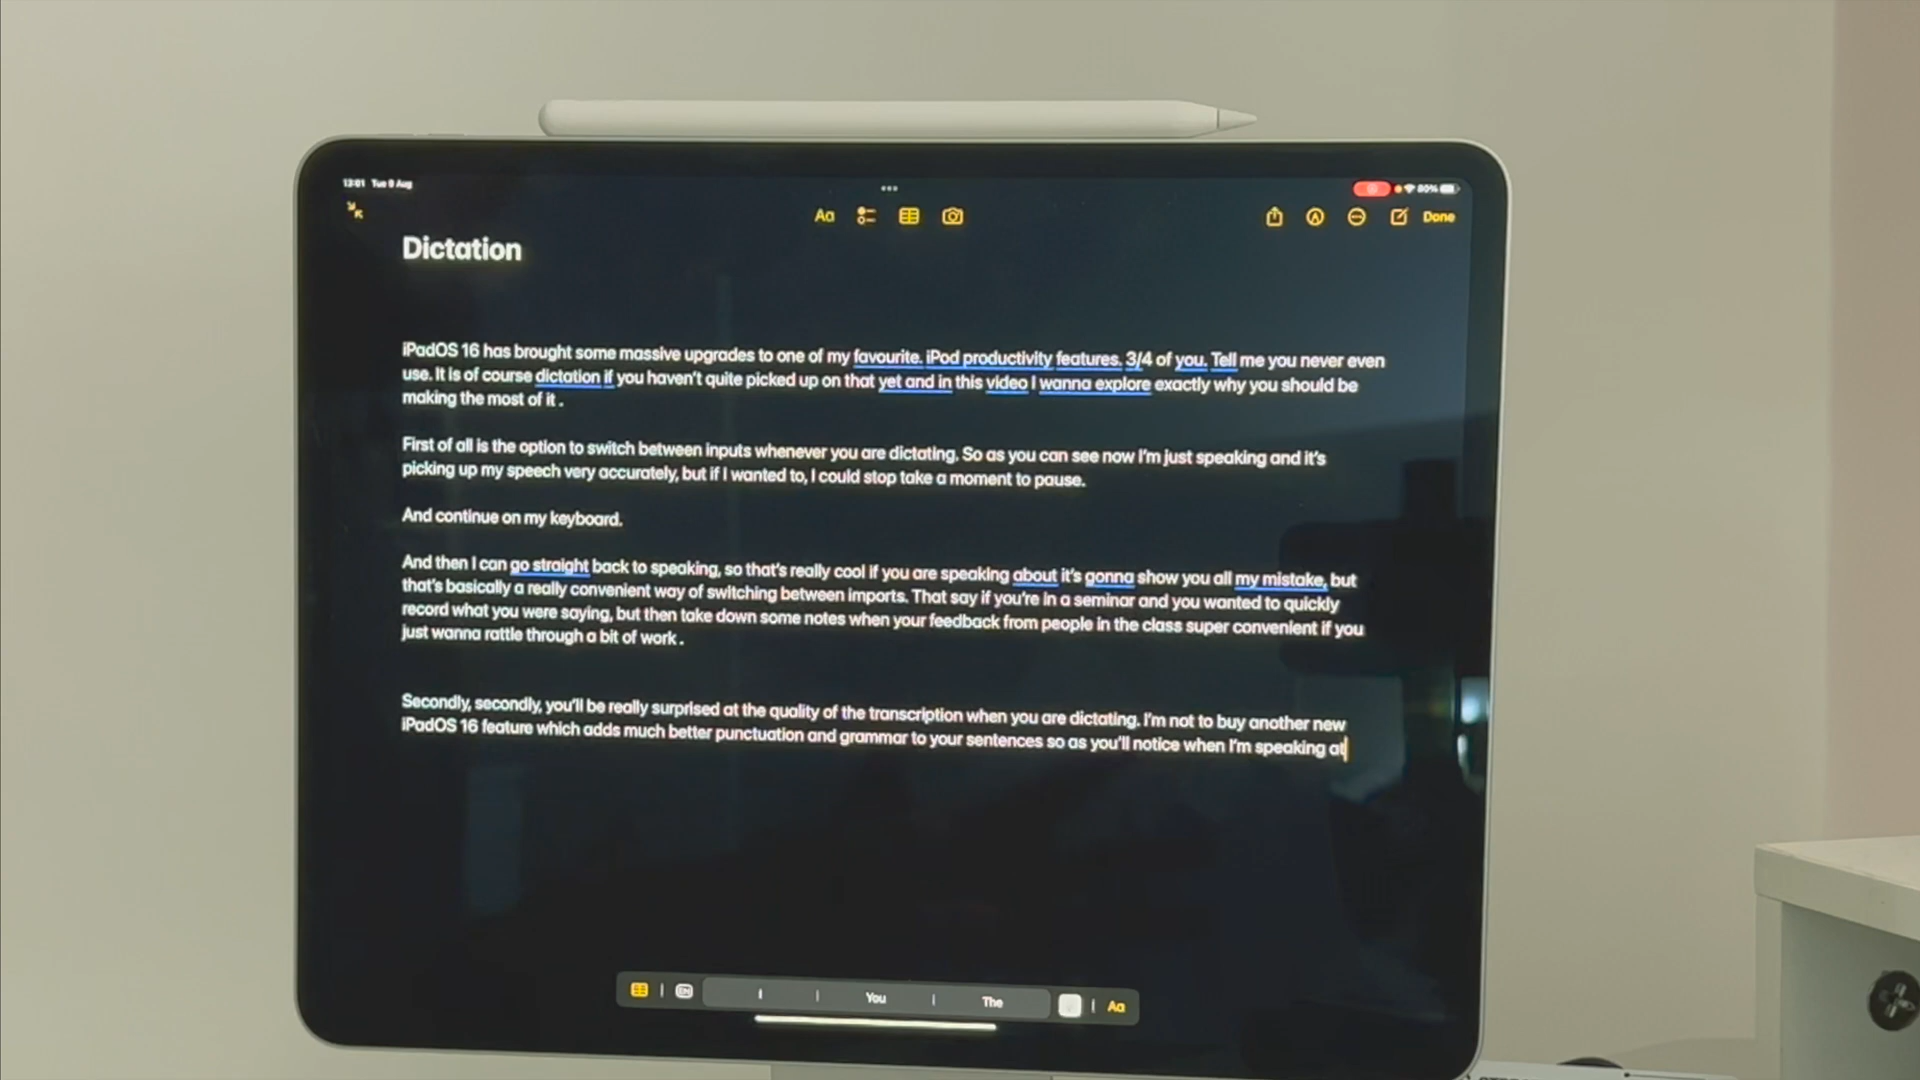 13:01 Tue 9 Aug
80%
Aa
Done
Dictation
iPadOS 16 has brought some massive upgrades to one of my favourite. iPod productivity features. 3/4 of you. Tell me you never even
use. It is of course dictation if you haven't quite picked up on that yet and in this video I wanna explore exactly why you should be
making the most of it .
First of all is the option to switch between inputs whenever you are dictating. So as you can see now I'm just speaking and it's
picking up my speech very accurately, but if I wanted to, I could stop take a moment to pause.
And continue on my keyboard.
And then I can go straight back to speaking, so that's really cool if you are speaking about it's gonna show you all my mistake, but
that's basically a really convenient way of switching between imports. That say if you're in a seminar and you wanted to quickly
record what you were saying, but then take down some notes when your feedback from people in the class super convenient if you
just wanna rattle through a bit of work .
Secondly, secondly, you'll be really surprised at the quality of the transcription when you are dictating. I'm not to buy another new
iPadOS 16 feature which adds much better punctuation and grammar to your sentences so as you'll notice when I'm speaking at
EN
I You The
Aa